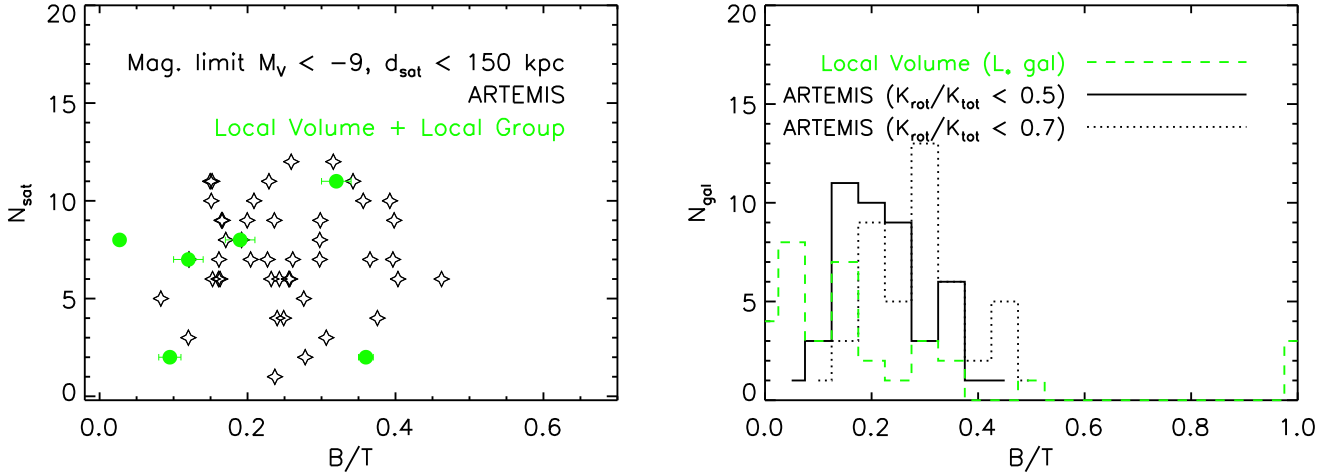 20
15
10
5
0
N_sat
Mag. limit M_V < −9, d_sat < 150 kpc
ARTEMIS
Local Volume + Local Group
0.0 0.2 0.4 0.6
B/T
20
15
10
5
0
N_gal
Local Volume (L_* gal)
ARTEMIS (K_rot/K_tot < 0.5)
ARTEMIS (K_rot/K_tot < 0.7)
0.0 0.2 0.4 0.6 0.8 1.0
B/T